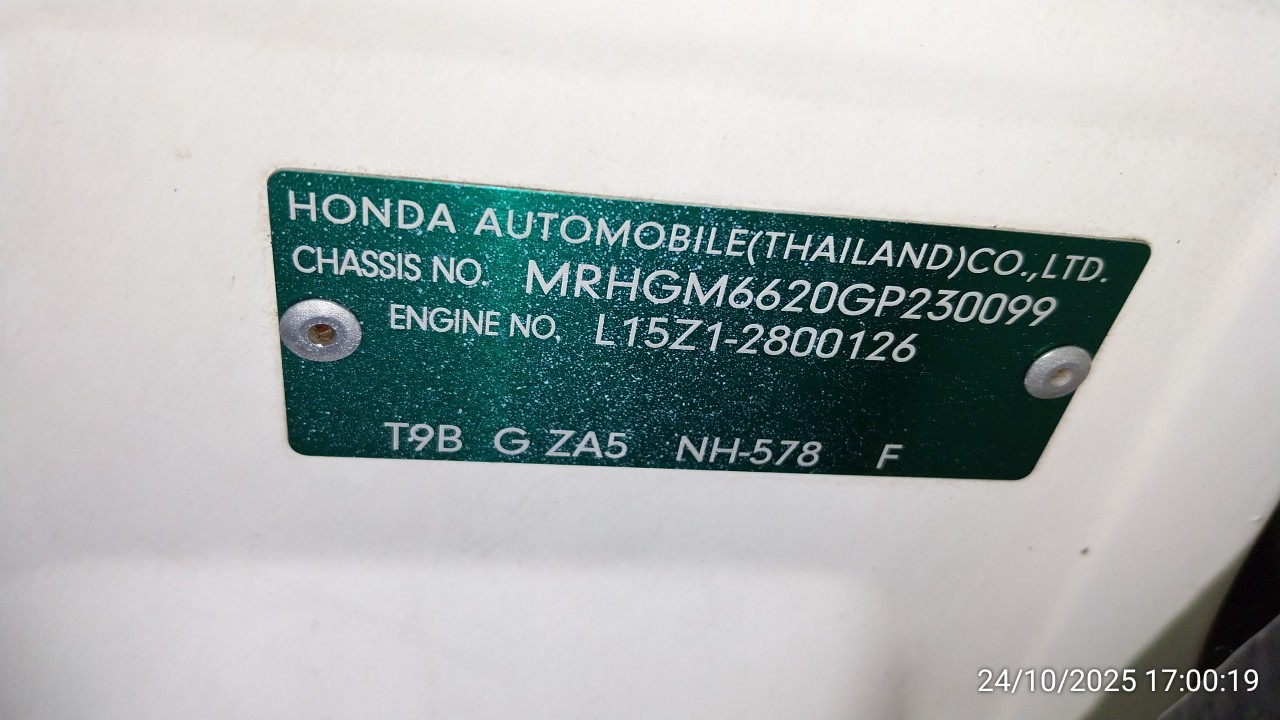 HONDA AUTOMOBILE(THAILAND)CO.,LTD.
CHASSIS NO. MRHGM6620GP230099
ENGINE NO. L15Z1-2800126
T9B G ZA5 NH-578 F
24/10/2025 17:00:19